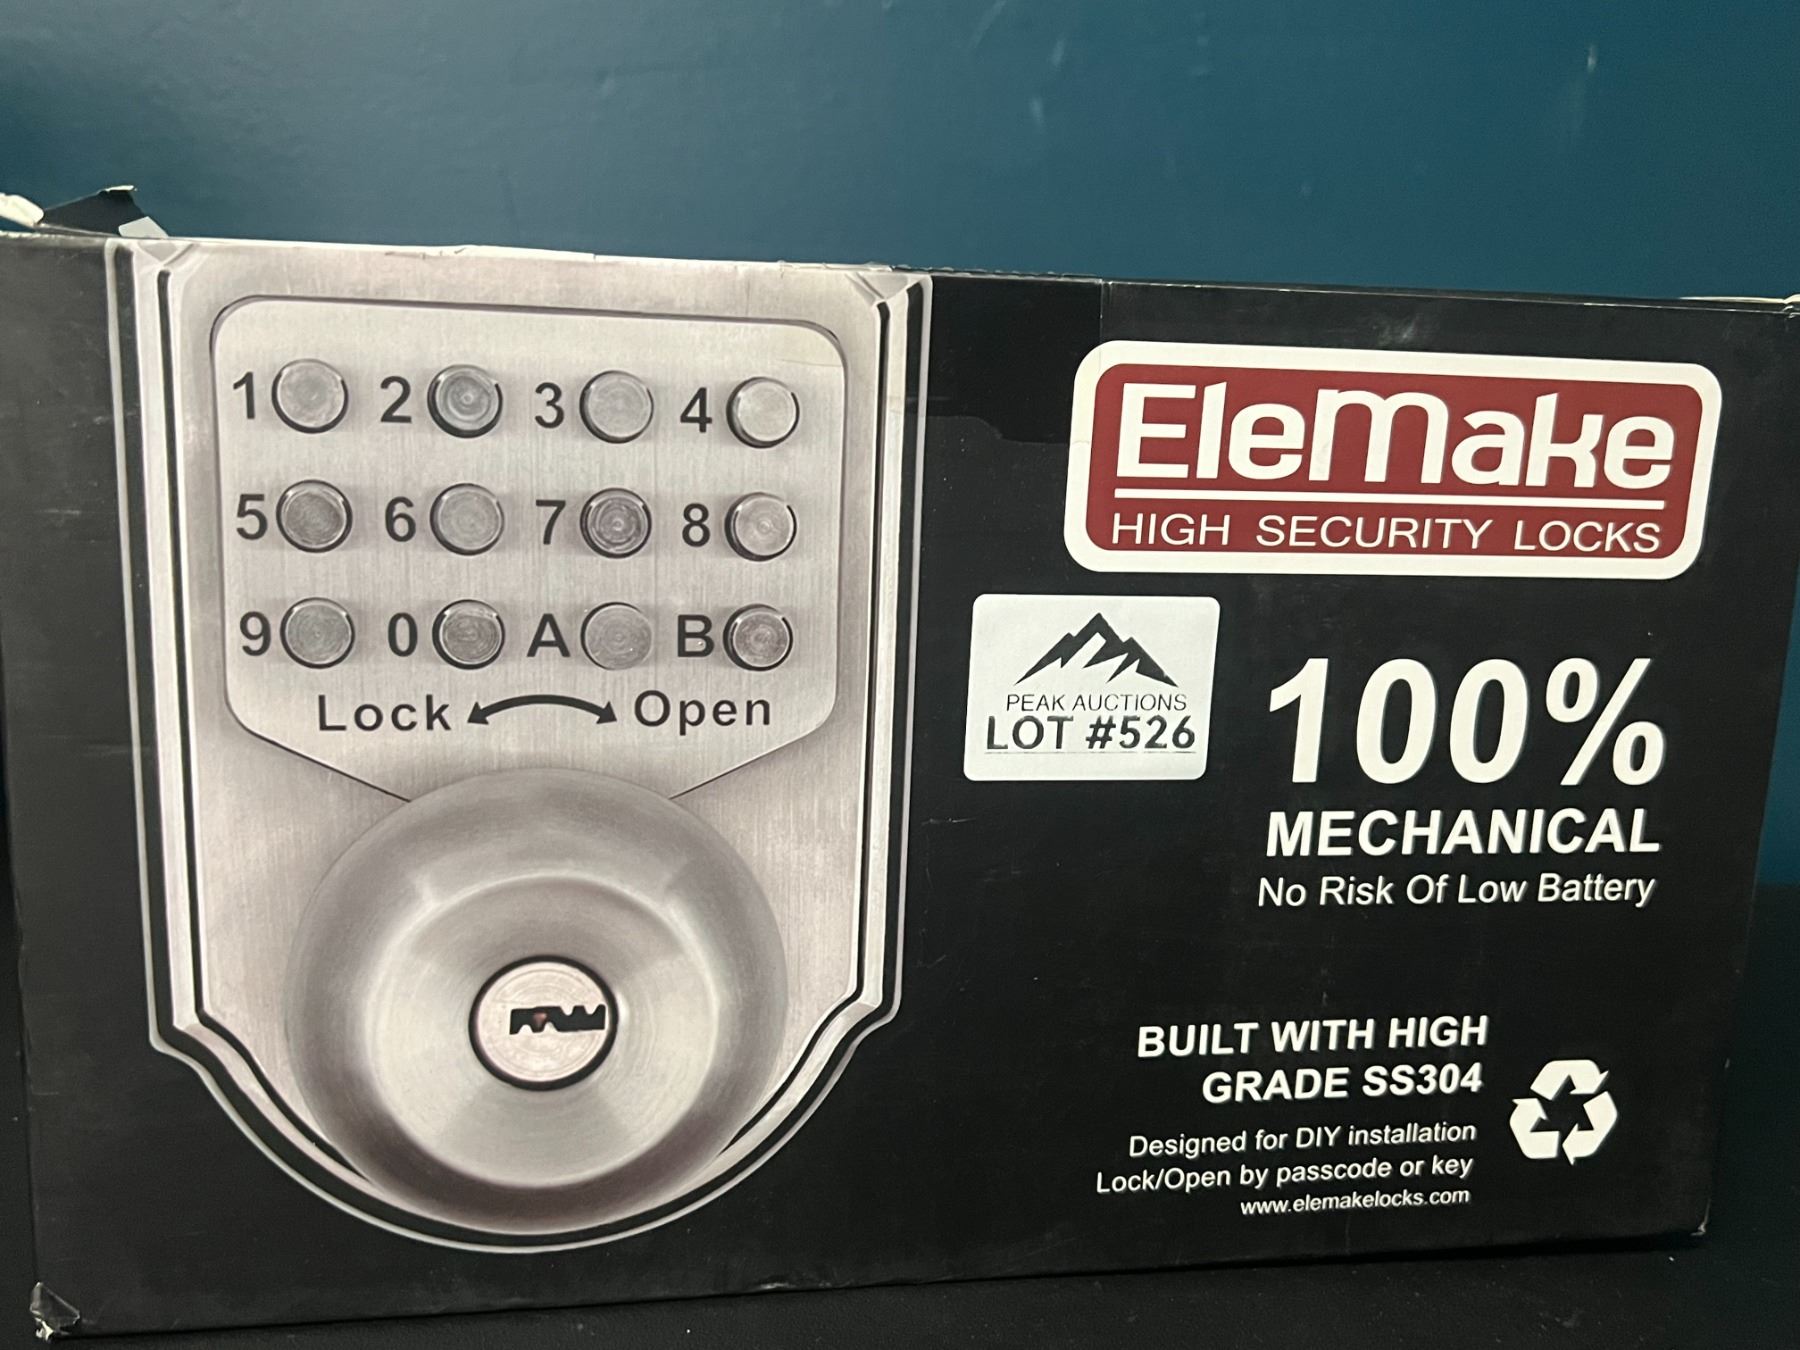 1 2 3 4
5 6 7 8
9 0 A B
Lock Open
EleMake
HIGH SECURITY LOCKS
PEAK AUCTIONS
LOT #526
100%
MECHANICAL
No Risk Of Low Battery
BUILT WITH HIGH
GRADE SS304
Designed for DIY installation
Lock/Open by passcode or key
www.elemakelocks.com